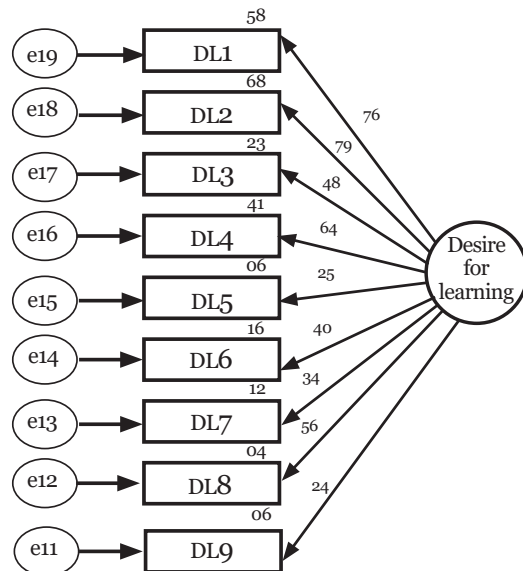 58
e19
DL1
76
68
e18
DL2
79
23
e17
DL3
48
41
e16
DL4
64
Desire
for
learning
06
e15
DL5
25
16
e14
DL6
40
12
e13
DL7
34
04
e12
DL8
56
06
e11
DL9
24